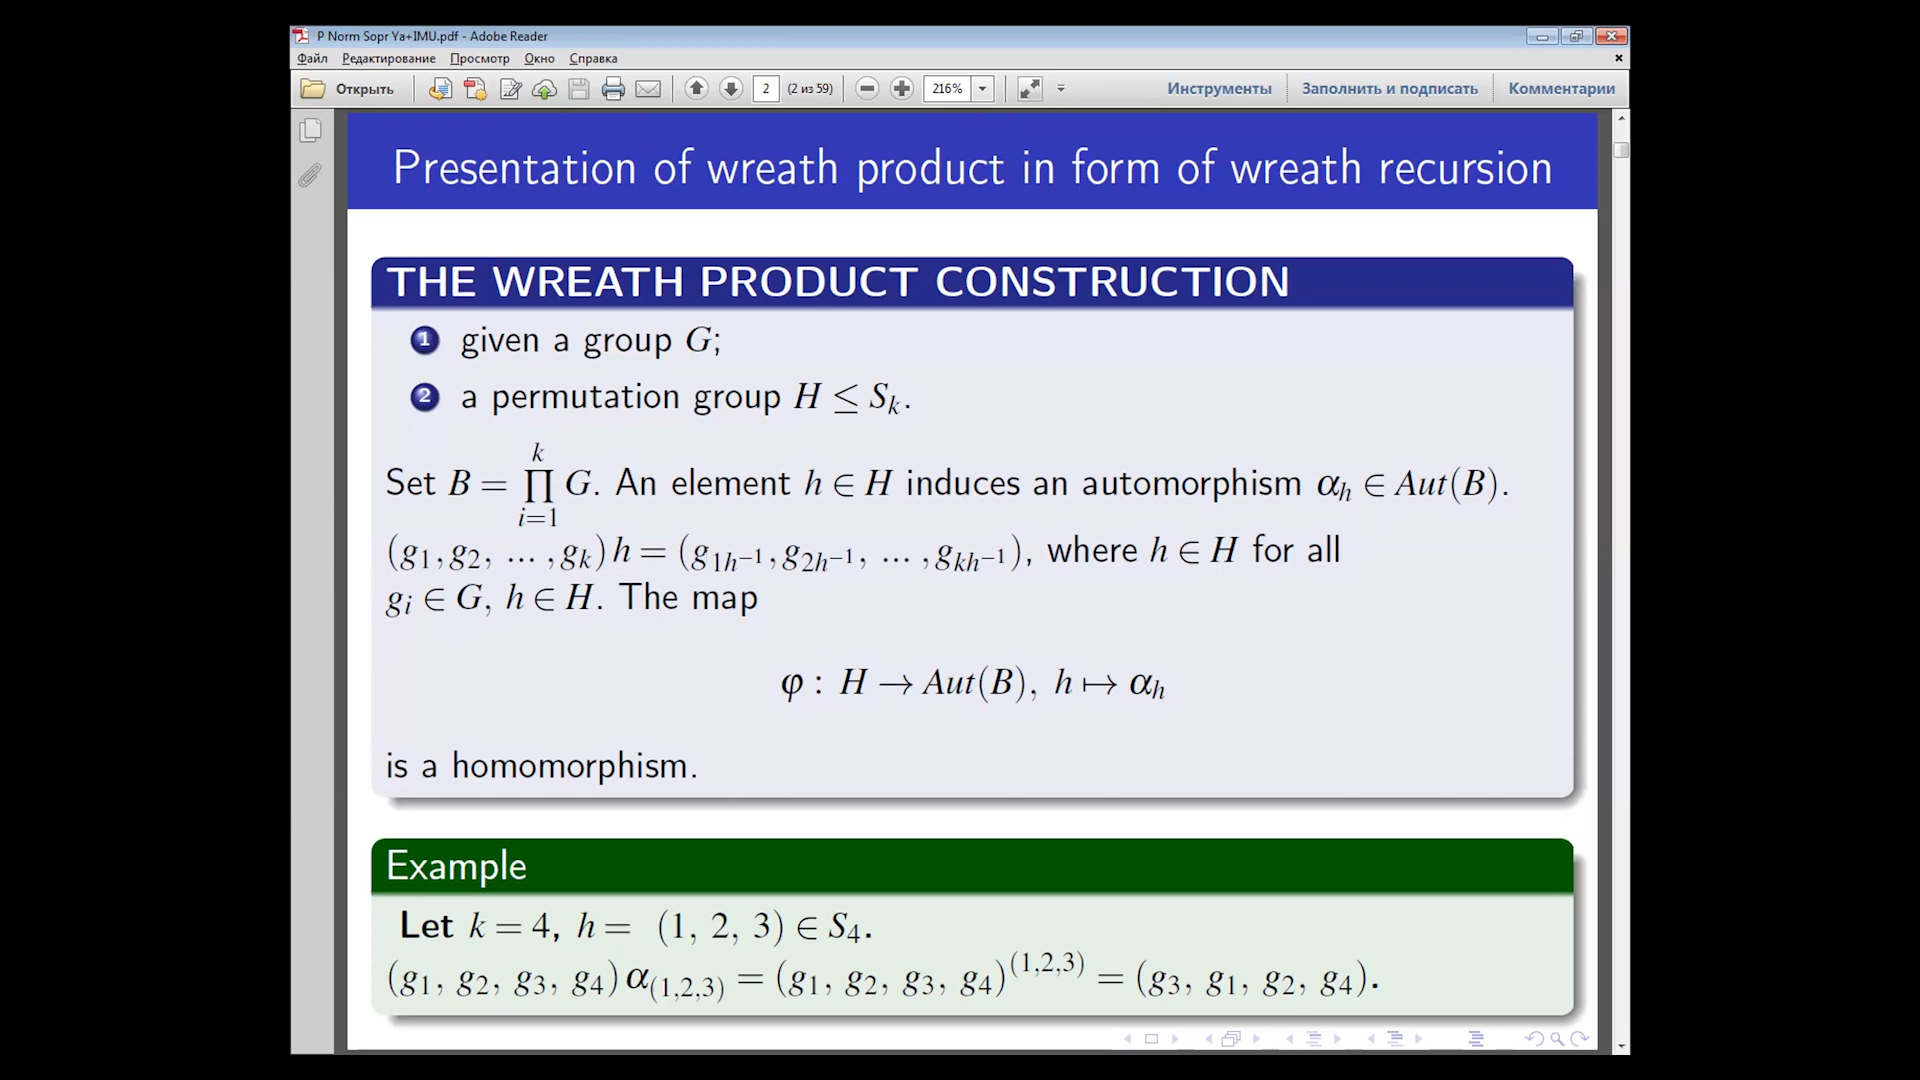 P Norm Sopr Ya+IMU.pdf - Adobe Reader
Файл Редактирование Просмотр Окно Справка
Открыть 2 (2 из 59) 216% Инструменты Заполнить и подписать Комментарии
Presentation of wreath product in form of wreath recursion
THE WREATH PRODUCT CONSTRUCTION
1 given a group G;
2 a permutation group H ≤ S_k.
Set B = ∏_{i=1}^{k} G. An element h ∈ H induces an automorphism α_h ∈ Aut(B).
(g_1, g_2, ..., g_k) h = (g_{1h^{-1}}, g_{2h^{-1}}, ..., g_{kh^{-1}}), where h ∈ H for all
g_i ∈ G, h ∈ H. The map
φ : H → Aut(B), h ↦ α_h
is a homomorphism.
Example
Let k = 4, h = (1, 2, 3) ∈ S_4.
(g_1, g_2, g_3, g_4) α_{(1,2,3)} = (g_1, g_2, g_3, g_4)^{(1,2,3)} = (g_3, g_1, g_2, g_4).